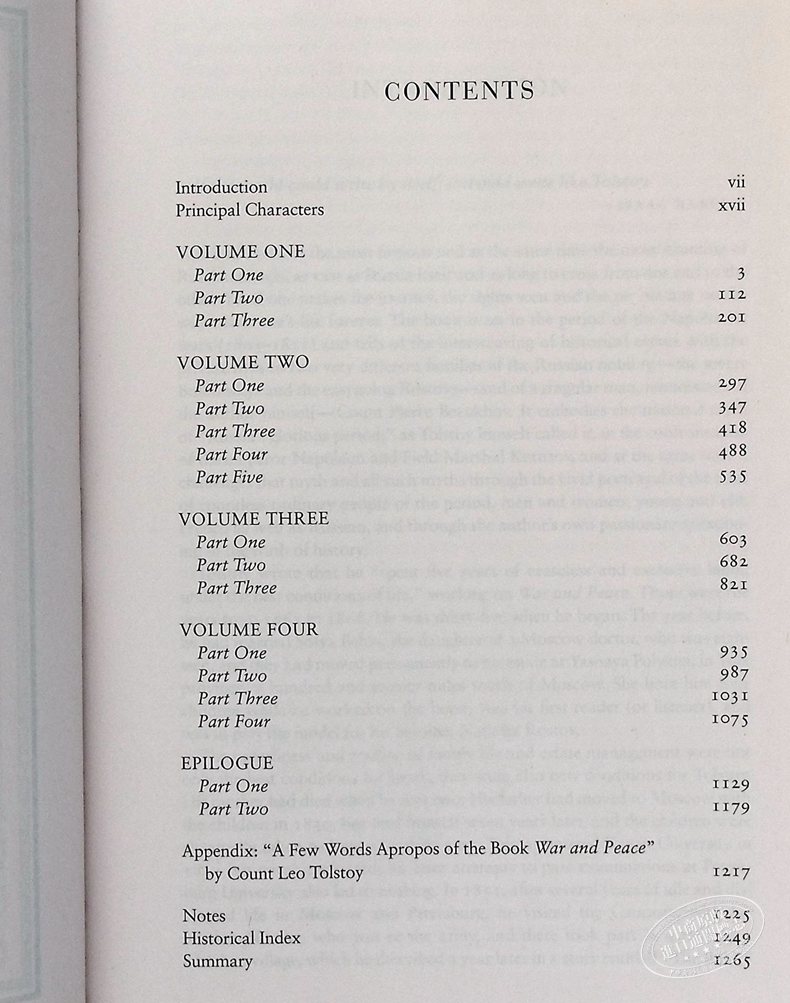 CONTENTS
Introduction vii
Principal Characters xvii
VOLUME ONE
Part One 3
Part Two 112
Part Three 201
VOLUME TWO
Part One 297
Part Two 347
Part Three 418
Part Four 488
Part Five 535
VOLUME THREE
Part One 603
Part Two 682
Part Three 821
VOLUME FOUR
Part One 935
Part Two 987
Part Three 1031
Part Four 1075
EPILOGUE
Part One 1129
Part Two 1179
Appendix: “A Few Words Apropos of the Book War and Peace”
by Count Leo Tolstoy 1217
Notes 1225
Historical Index 1249
Summary 1265